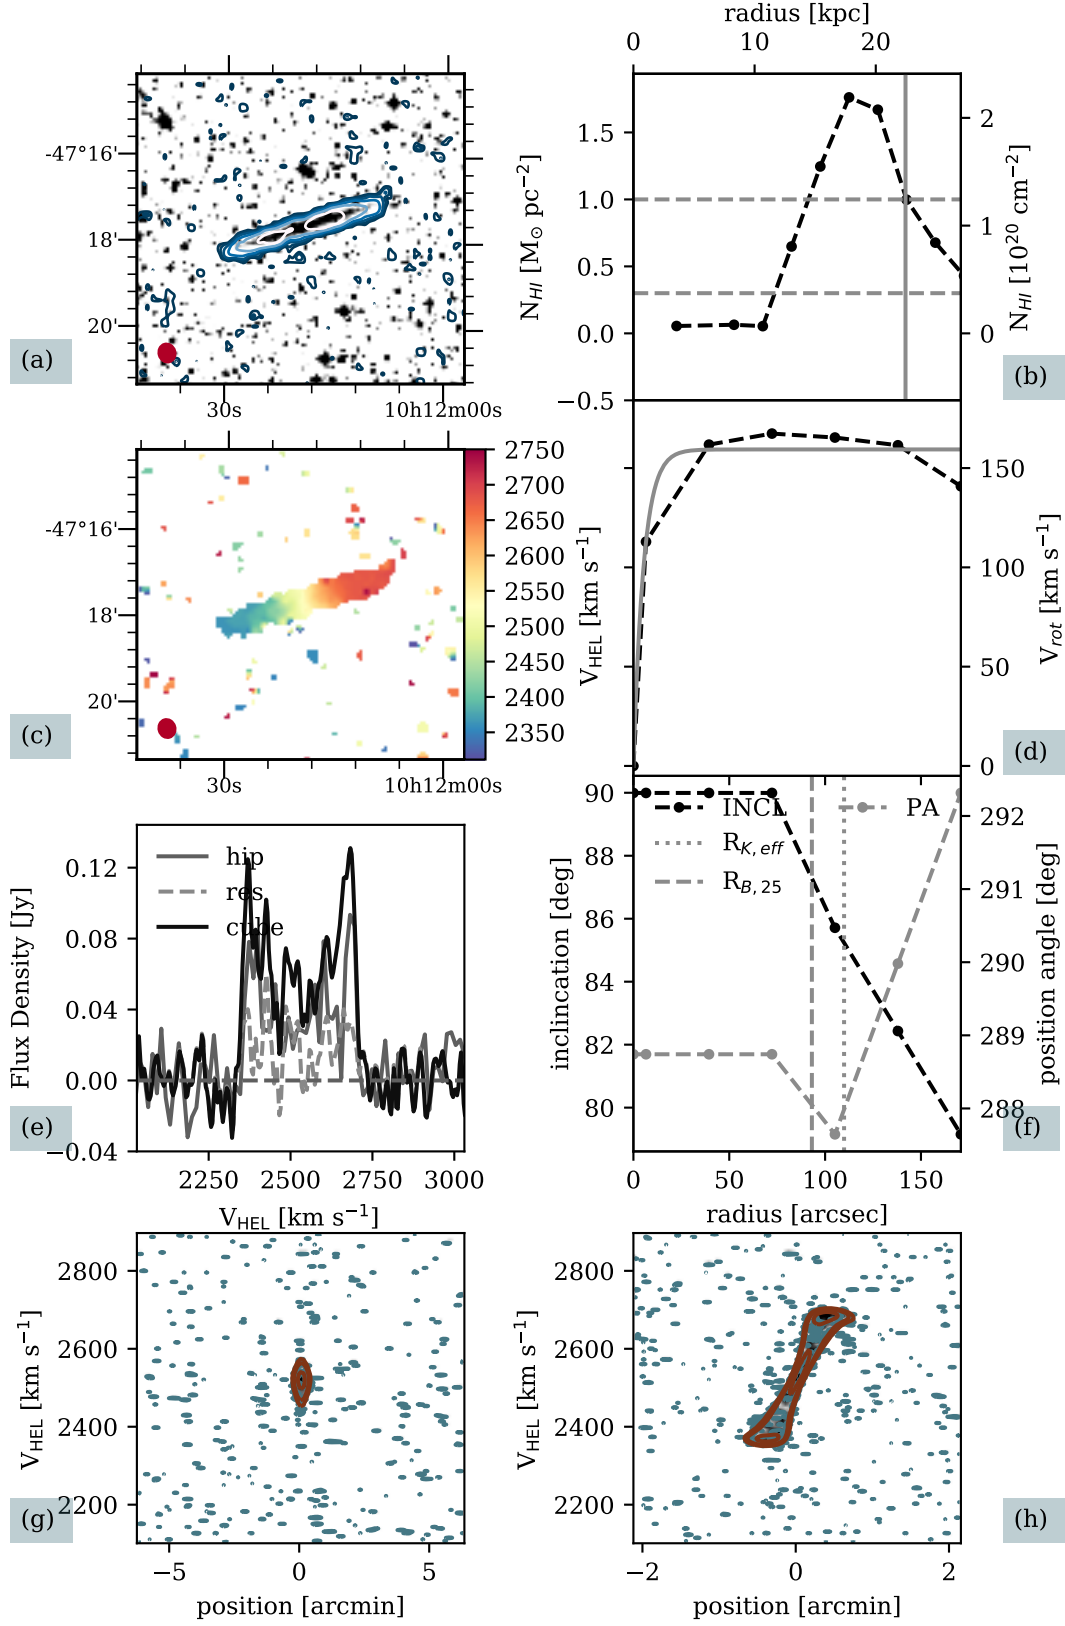 radius [kpc]
0 10 20
-47°16'
18'
20'
(a)
30s 10h12m00s
N_HI [M_⊙ pc⁻²]
1.5
1.0
0.5
0.0
−0.5
2
1
0
N_HI [10²⁰ cm⁻²]
(b)
-47°16'
18'
20'
(c)
30s 10h12m00s
2750
2700
2650
2600
2550
2500
2450
2400
2350
V_HEL [km s⁻¹]
150
100
50
0
V_rot [km s⁻¹]
(d)
Flux Density [Jy]
0.12
0.08
0.04
0.00
−0.04
hip
res
cube
(e)
2250 2500 2750 3000
V_HEL [km s⁻¹]
inclincation [deg]
90
88
86
84
82
80
INCL
PA
R_K,eff
R_B,25
292
291
290
289
288
position angle [deg]
(f)
0 50 100 150
radius [arcsec]
V_HEL [km s⁻¹]
2800
2600
2400
2200
(g)
−5 0 5
position [arcmin]
V_HEL [km s⁻¹]
2800
2600
2400
2200
(h)
−2 0 2
position [arcmin]